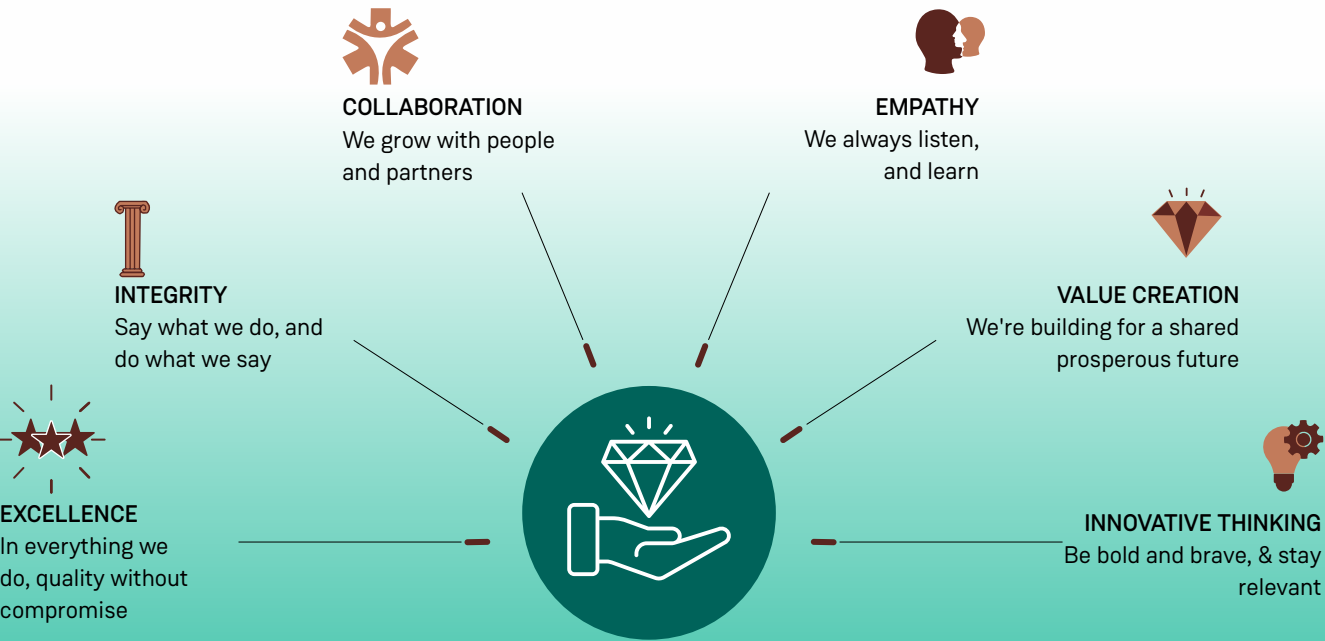 COLLABORATION
We grow with people
and partners
EMPATHY
We always listen,
and learn
INTEGRITY
Say what we do, and
do what we say
VALUE CREATION
We're building for a shared
prosperous future
EXCELLENCE
In everything we
do, quality without
compromise
INNOVATIVE THINKING
Be bold and brave, & stay
relevant